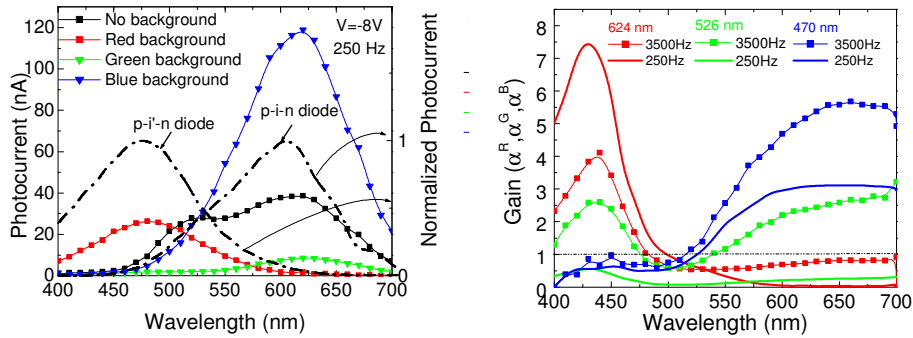 120
100
80
60
40
20
0
Photocurrent (nA)
No background
Red background
Green background
Blue background
V=-8V
250 Hz
p-i'-n diode
p-i-n diode
1
0
Normalized Photocurrent
400 450 500 550 600 650 700
Wavelength (nm)
8
7
6
5
4
3
2
1
0
Gain (α^R,α^G,α^B)
624 nm
3500Hz
250Hz
526 nm
3500Hz
250Hz
470 nm
3500Hz
250Hz
400 450 500 550 600 650 700
Wavelength (nm)